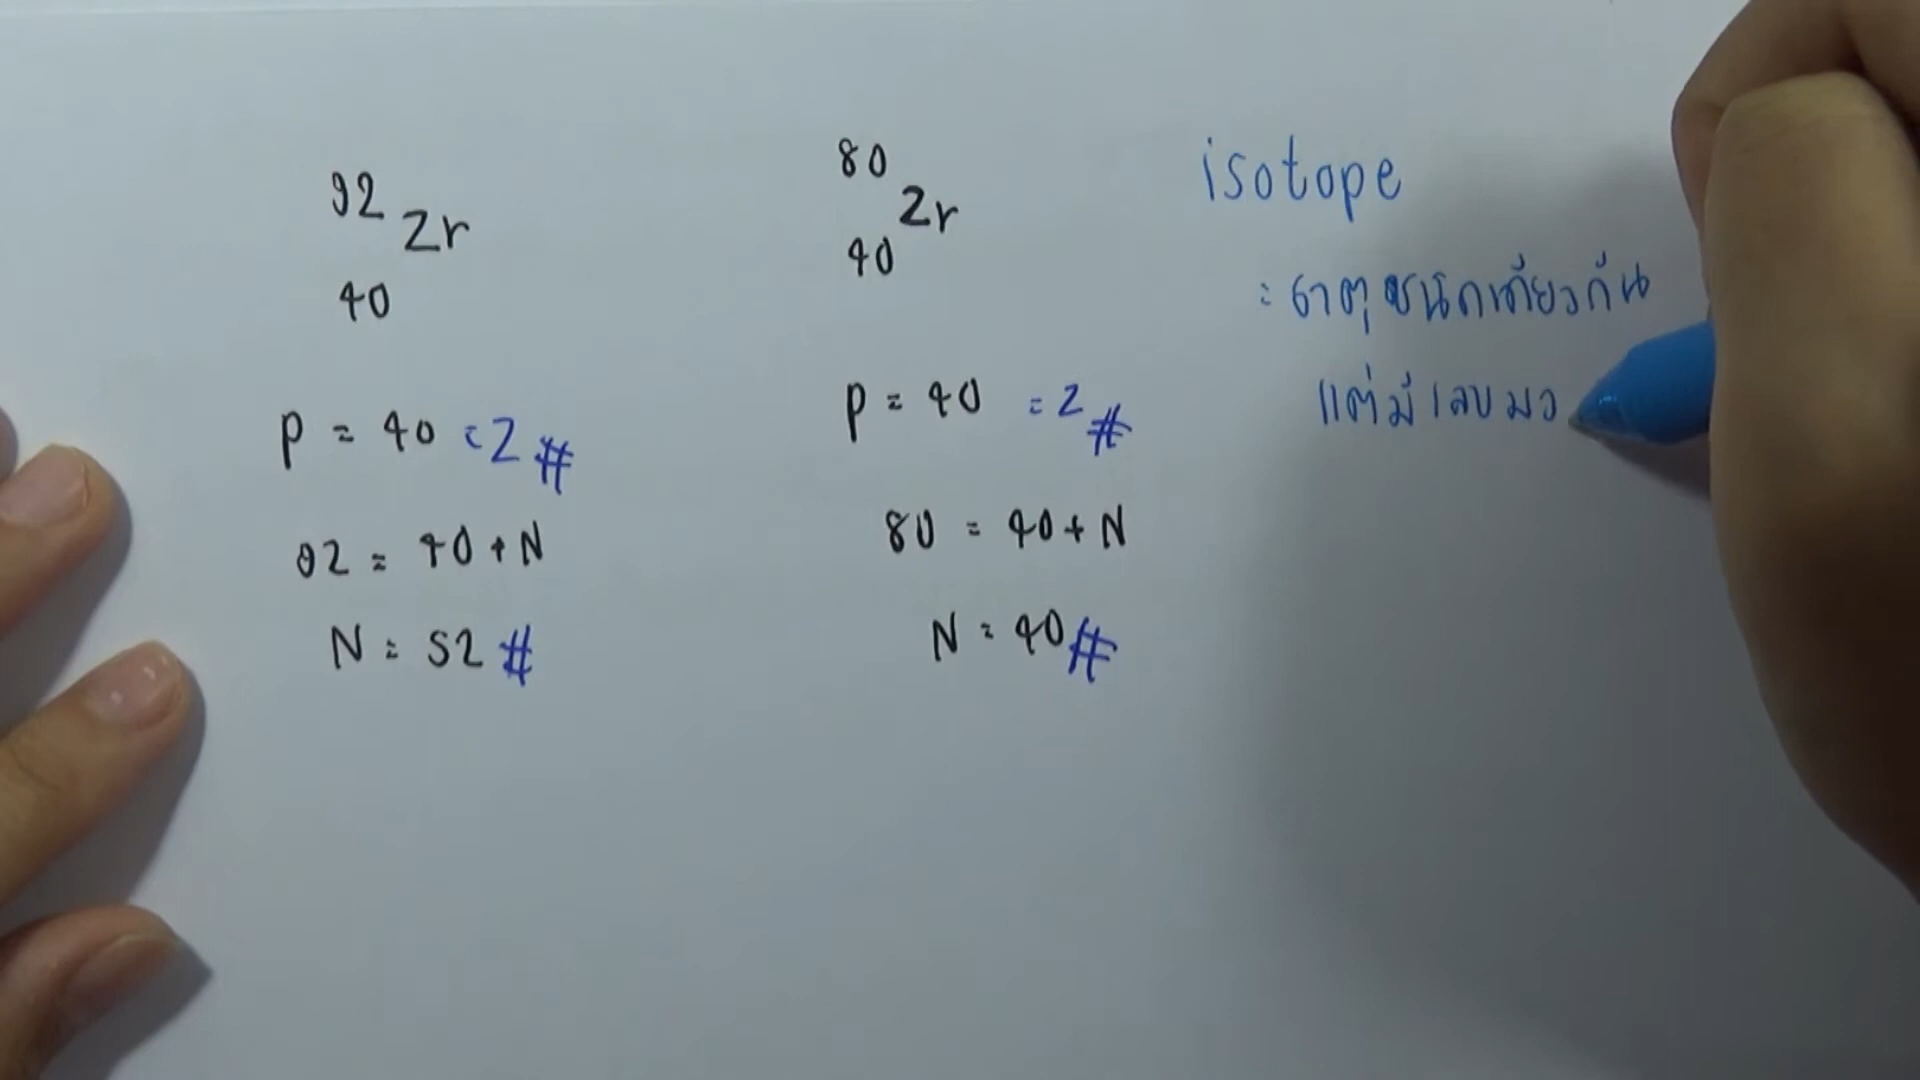 92
Zr
40
P = 40 = Z #
92 = 40 + N
N = 52 #
80
Zr
40
P = 40 = Z #
80 = 40 + N
N = 40 #
isotope
= ธาตุชนิดเดียวกัน
แต่มีเลขมว